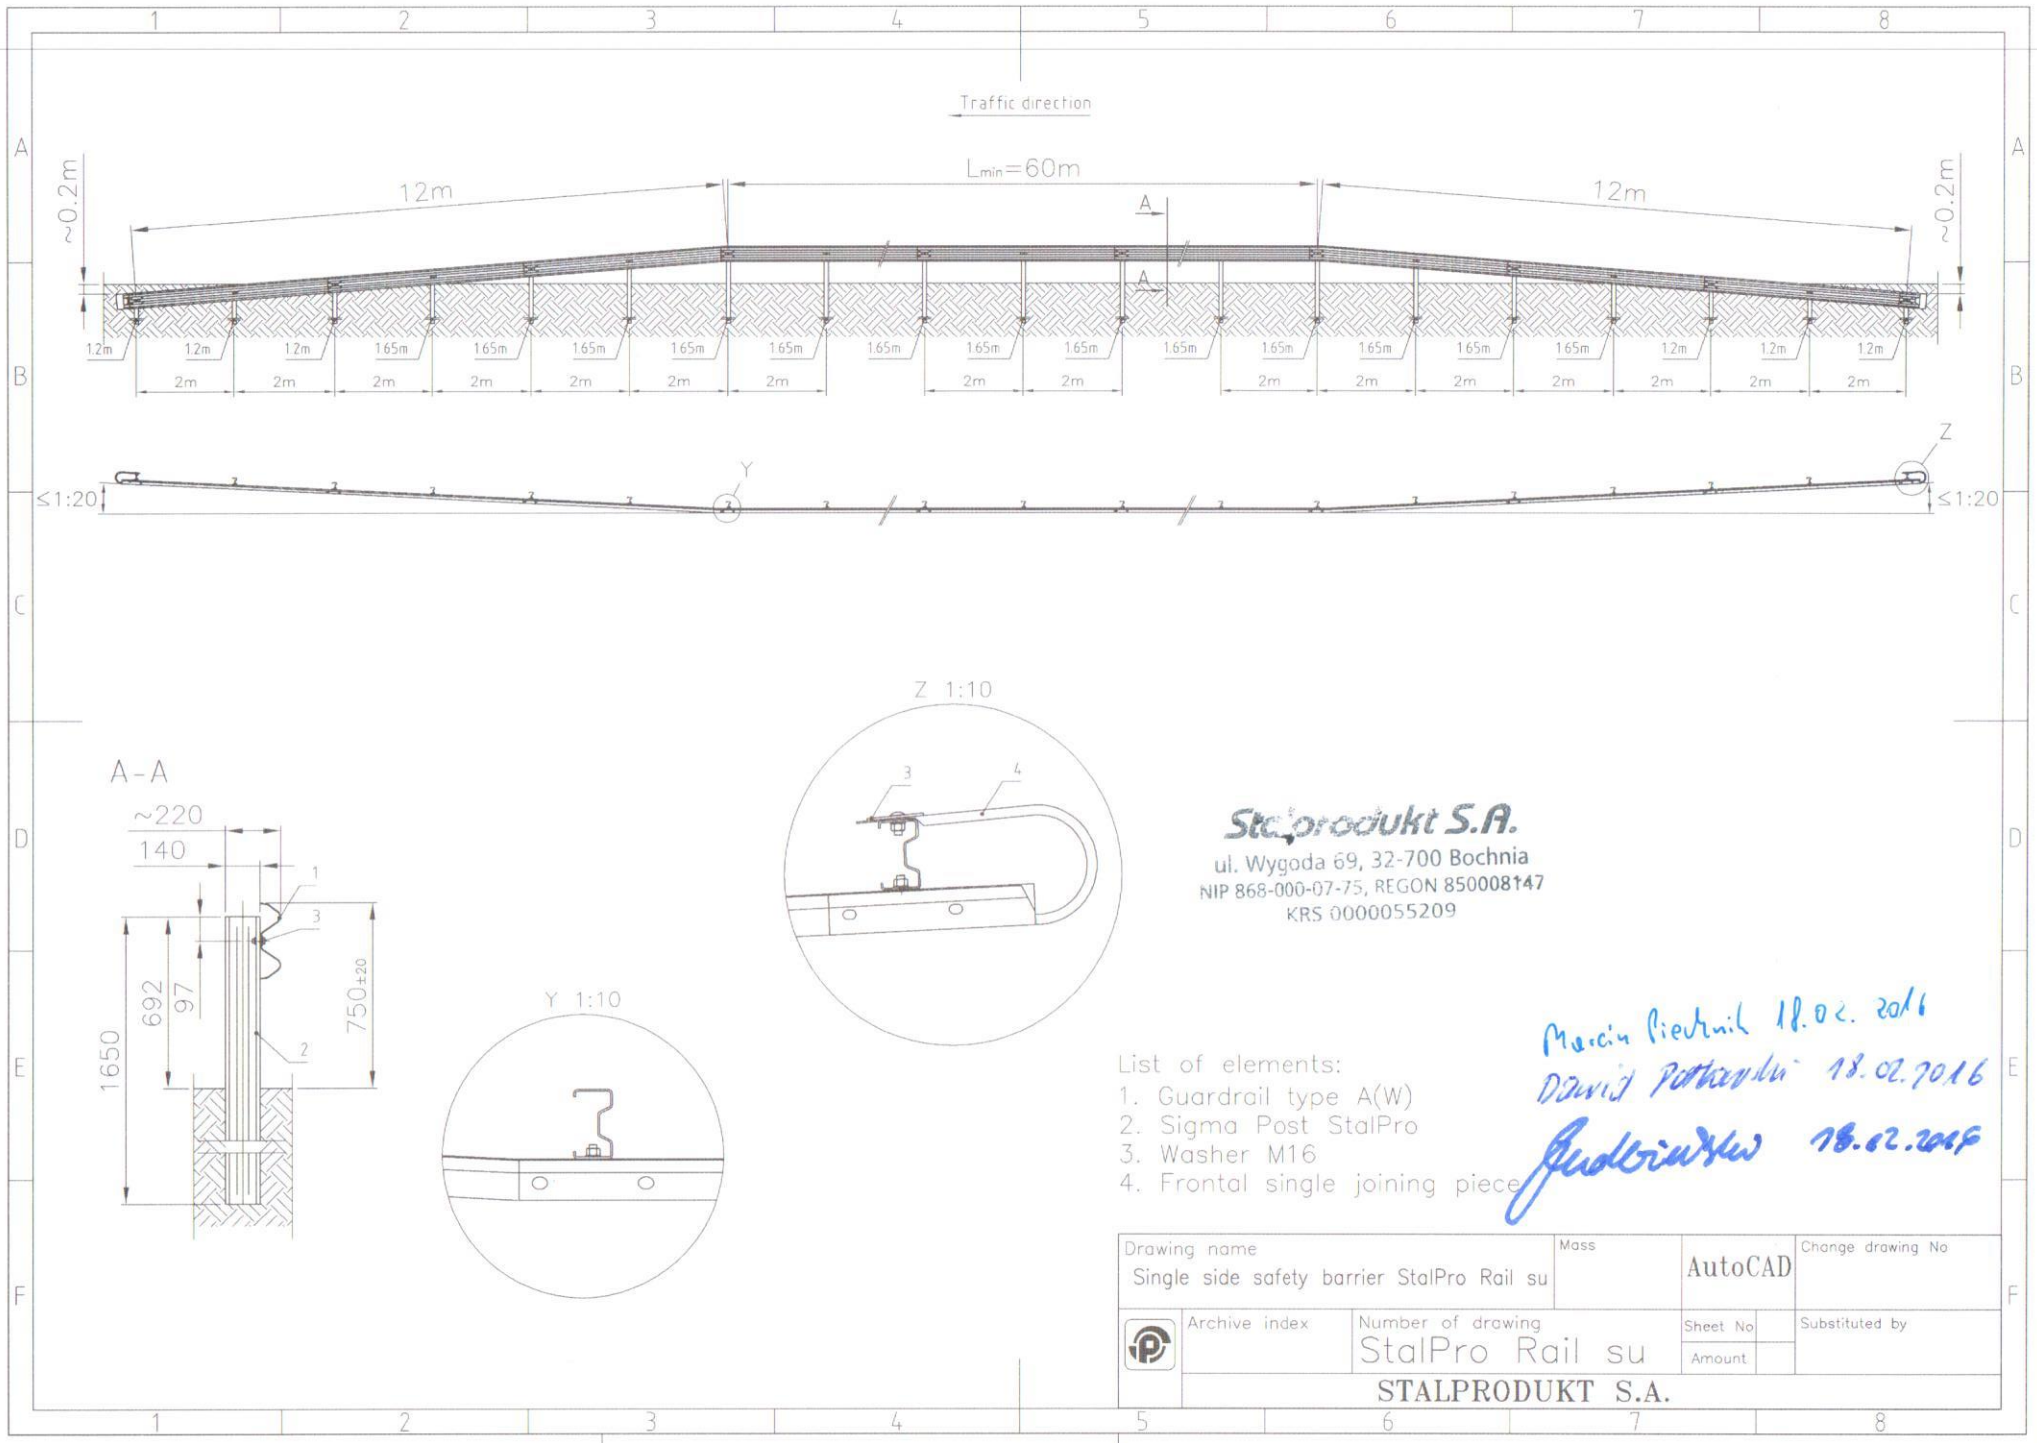 1 2 3 4 5 6 7 8
Traffic direction
A A
~0.2m 12m Lmin=60m 12m ~0.2m
A
A
1.2m 1.2m 1.2m 1.65m 1.65m 1.65m 1.65m 1.65m 1.65m 1.65m 1.65m 1.65m 1.65m 1.65m 1.65m 1.65m 1.2m 1.2m 1.2m
B B
2m 2m 2m 2m 2m 2m 2m 2m 2m 2m 2m 2m 2m 2m 2m 2m
Y Z
≤1:20 ≤1:20
C C
Z 1:10
3 4
A-A
~220
140
1
3
692
97
750±20
1650
2
D D
Y 1:10
Stalprodukt S.A.
ul. Wygoda 69, 32-700 Bochnia
NIP 868-000-07-75, REGON 850008147
KRS 0000055209
18.02.2016
Dawid 18.02.2016
18.02.2016
E E
List of elements:
1. Guardrail type A(W)
2. Sigma Post StalPro
3. Washer M16
4. Frontal single joining piece
F F
Drawing name
Single side safety barrier StalPro Rail su
Mass
AutoCAD
Change drawing No
Archive index
Number of drawing
StalPro Rail su
Sheet No
Amount
Substituted by
STALPRODUKT S.A.
1 2 3 4 5 6 7 8